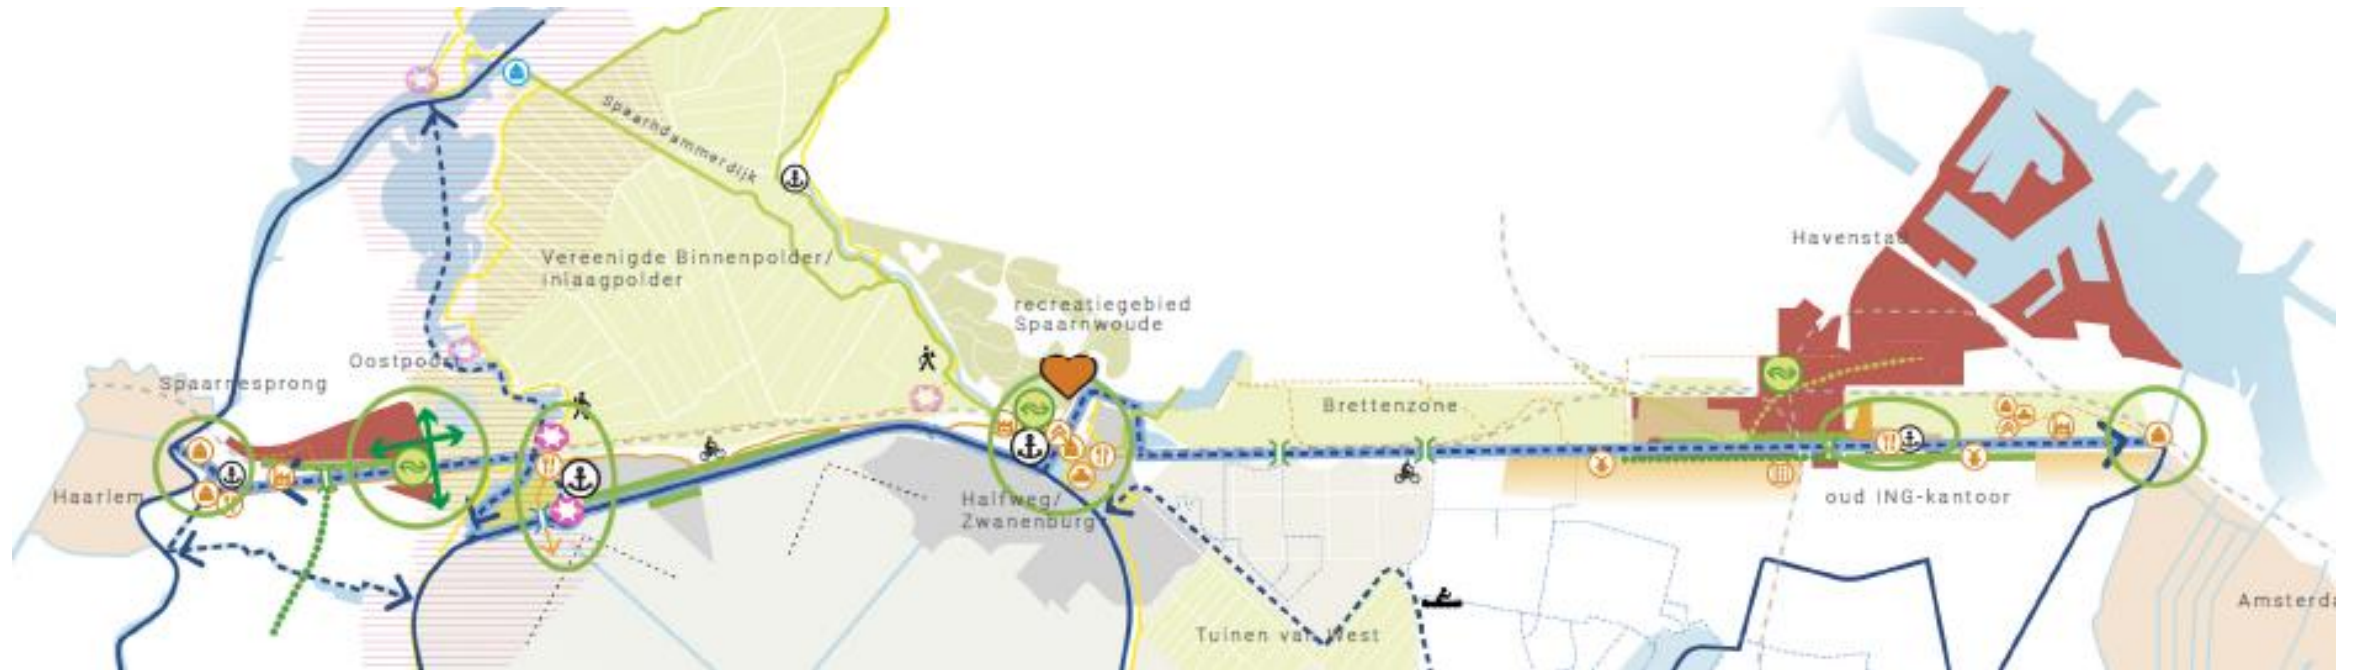 Spaarndammerdijk
Vereenigde Binnenpolder/
inlaagpolder
recreatiegebied
Spaarnwoude
Havenstad
Oostpoort
Spaarnesprong
Brettenzone
Haarlem
Halfweg/
Zwanenburg
oud ING-kantoor
Amsterda
Tuinen van West